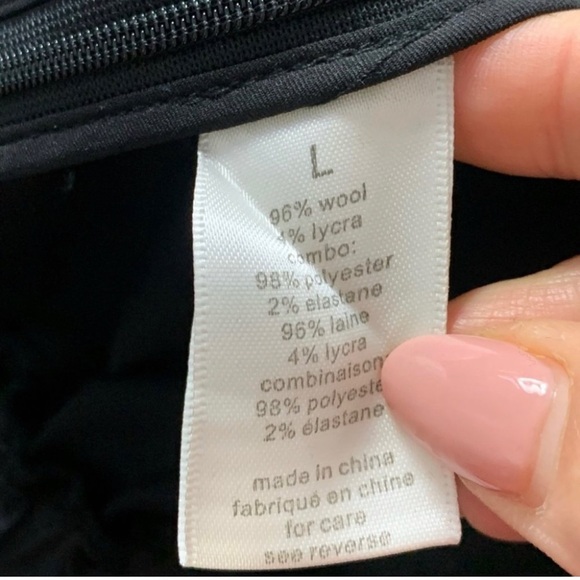 L
96% wool
4% lycra
combo:
98% polyester
2% elastane
96% laine
4% lycra
combinaison
98% polyeste
2% élastane
made in china
fabriqué en chine
for care
see reverse